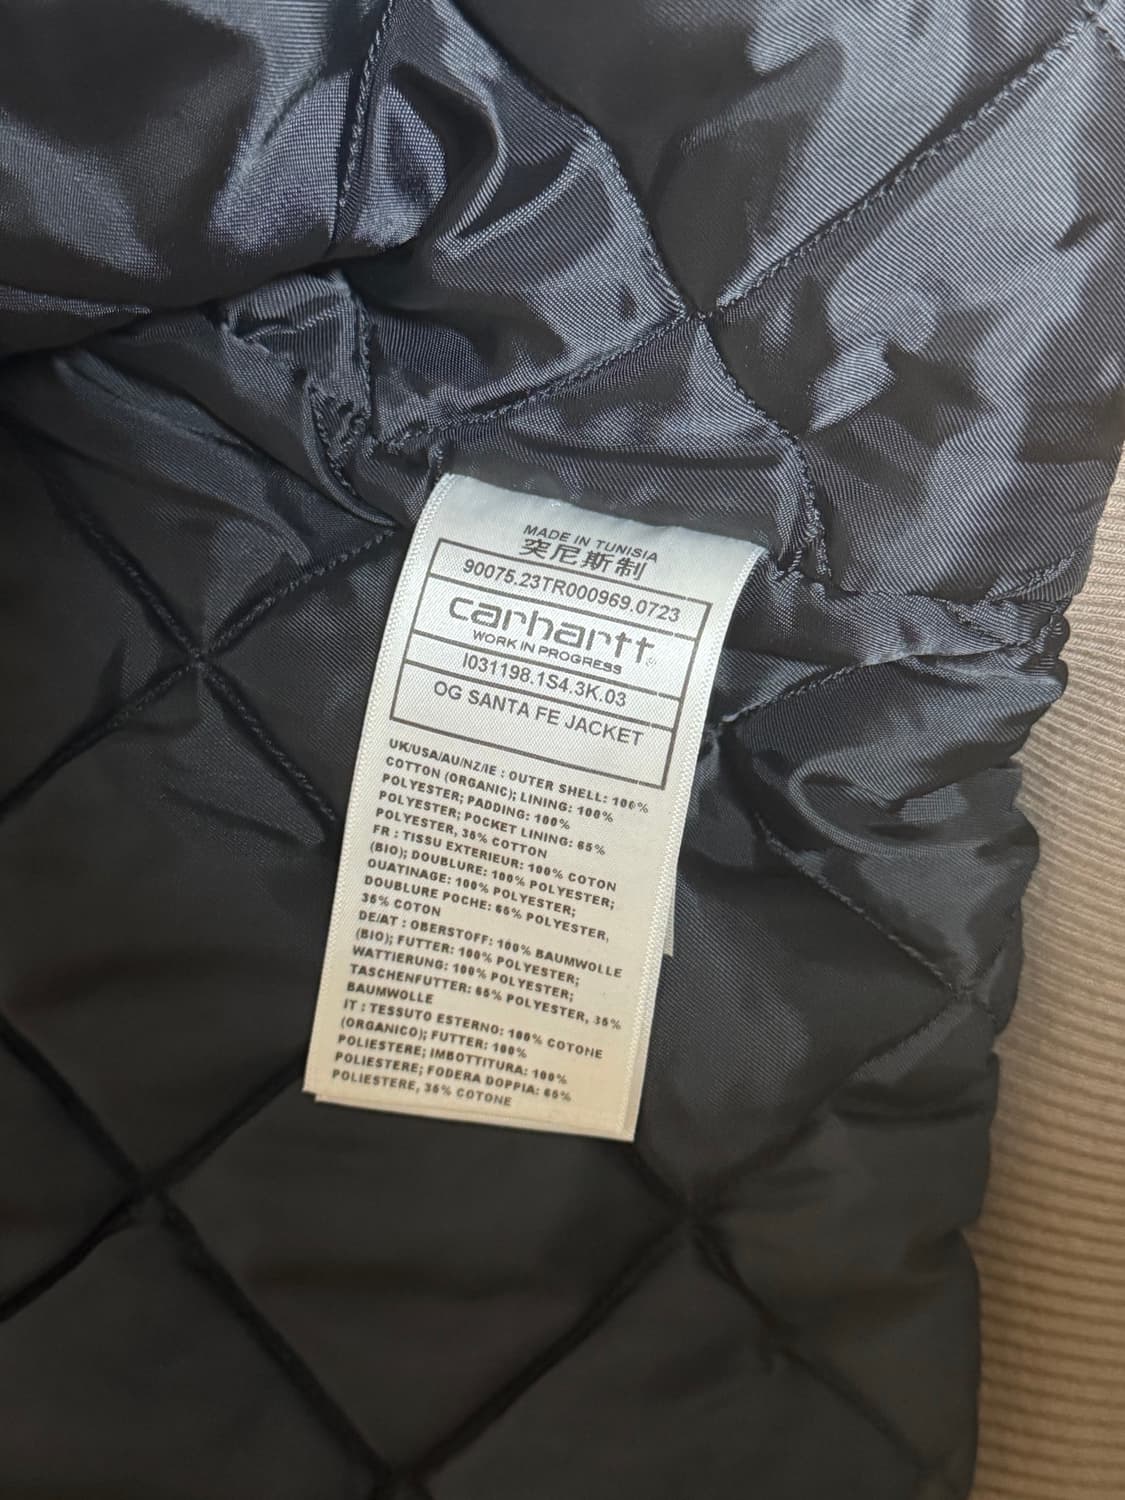 MADE IN TUNISIA
突尼斯制
90075.23TR000969.0723
carhartt
WORK IN PROGRESS
I031198.1S4.3K.03
OG SANTA FE JACKET
UK/USA/AU/NZ/IE : OUTER SHELL: 100%
COTTON (ORGANIC); LINING: 100%
POLYESTER; PADDING: 100%
POLYESTER; POCKET LINING: 65%
POLYESTER, 35% COTTON
FR : TISSU EXTERIEUR: 100% COTON
(BIO); DOUBLURE: 100% POLYESTER;
OUATINAGE: 100% POLYESTER;
DOUBLURE POCHE: 65% POLYESTER,
35% COTON
DE/AT : OBERSTOFF: 100% BAUMWOLLE
(BIO); FUTTER: 100% POLYESTER;
WATTIERUNG: 100% POLYESTER;
TASCHENFUTTER: 65% POLYESTER, 35%
BAUMWOLLE
IT : TESSUTO ESTERNO: 100% COTONE
(ORGANICO); FUTTER: 100%
POLIESTERE; IMBOTTITURA: 100%
POLIESTERE; FODERA DOPPIA: 65%
POLIESTERE, 35% COTONE